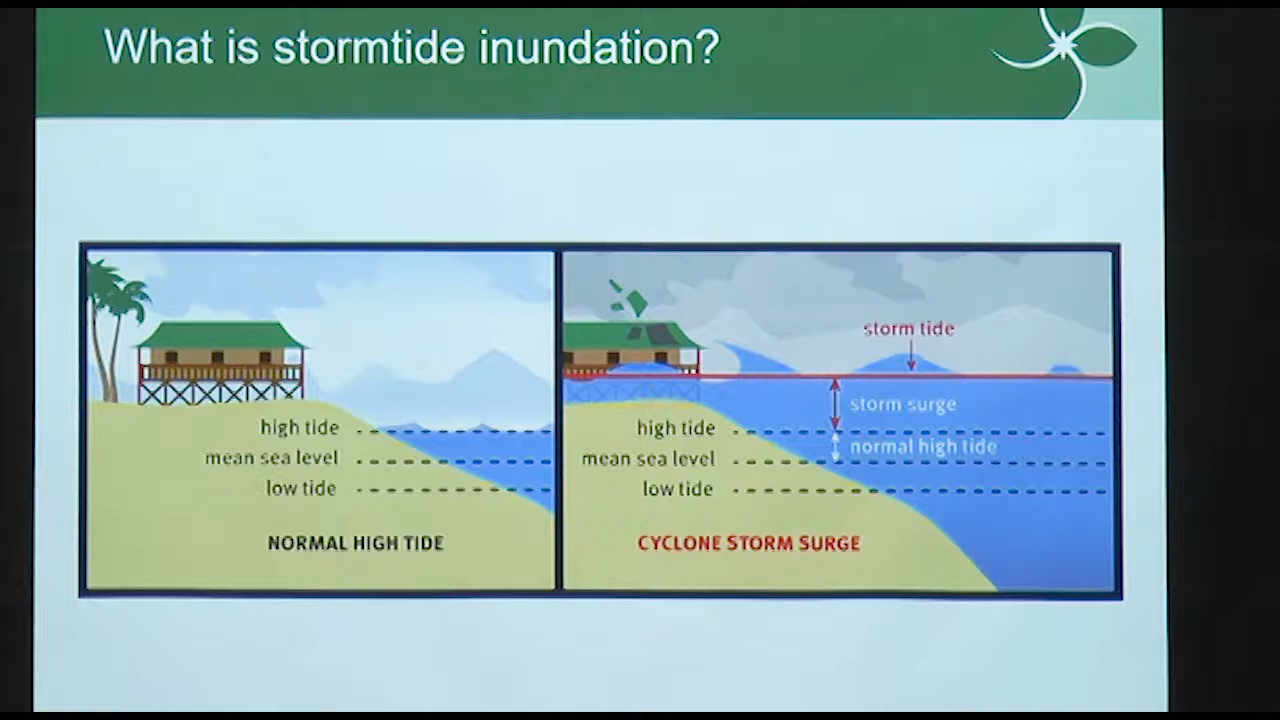 What is stormtide inundation?
high tide
mean sea level
low tide
NORMAL HIGH TIDE
storm tide
storm surge
high tide
normal high tide
mean sea level
low tide
CYCLONE STORM SURGE